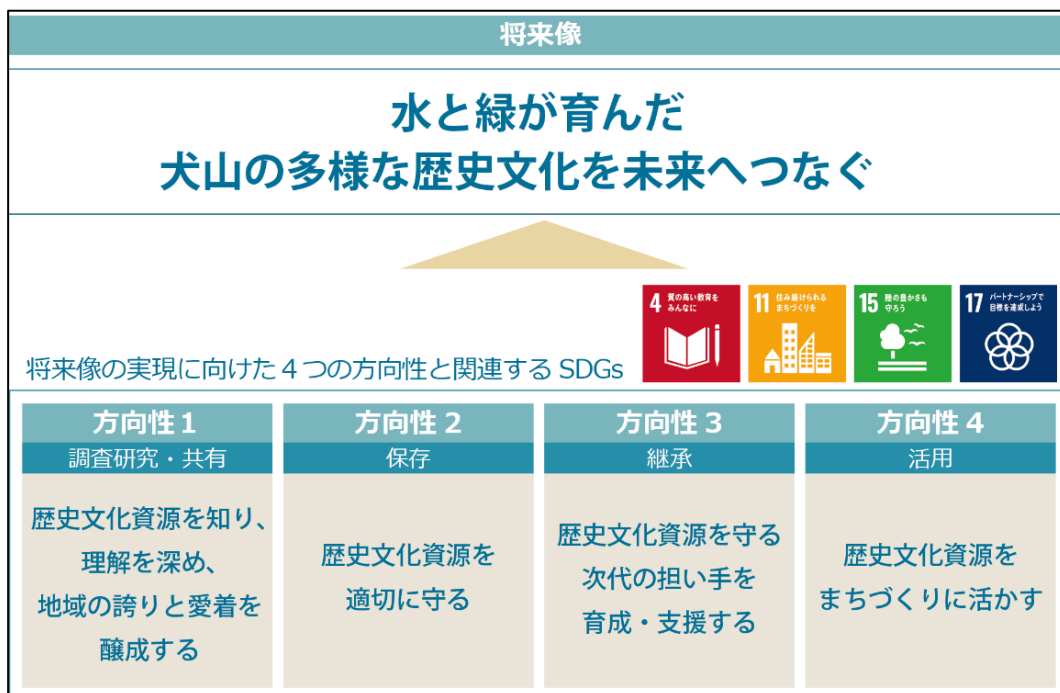 将来像
水と緑が育んだ
犬山の多様な歴史文化を未来へつなぐ
4 質の高い教育を
みんなに
11 住み続けられる
まちづくりを
15 陸の豊かさも
守ろう
17 パートナーシップで
目標を達成しよう
将来像の実現に向けた４つの方向性と関連する SDGs
方向性１
調査研究・共有
歴史文化資源を知り、
理解を深め、
地域の誇りと愛着を
醸成する
方向性２
保存
歴史文化資源を
適切に守る
方向性３
継承
歴史文化資源を守る
次代の担い手を
育成・支援する
方向性４
活用
歴史文化資源を
まちづくりに活かす